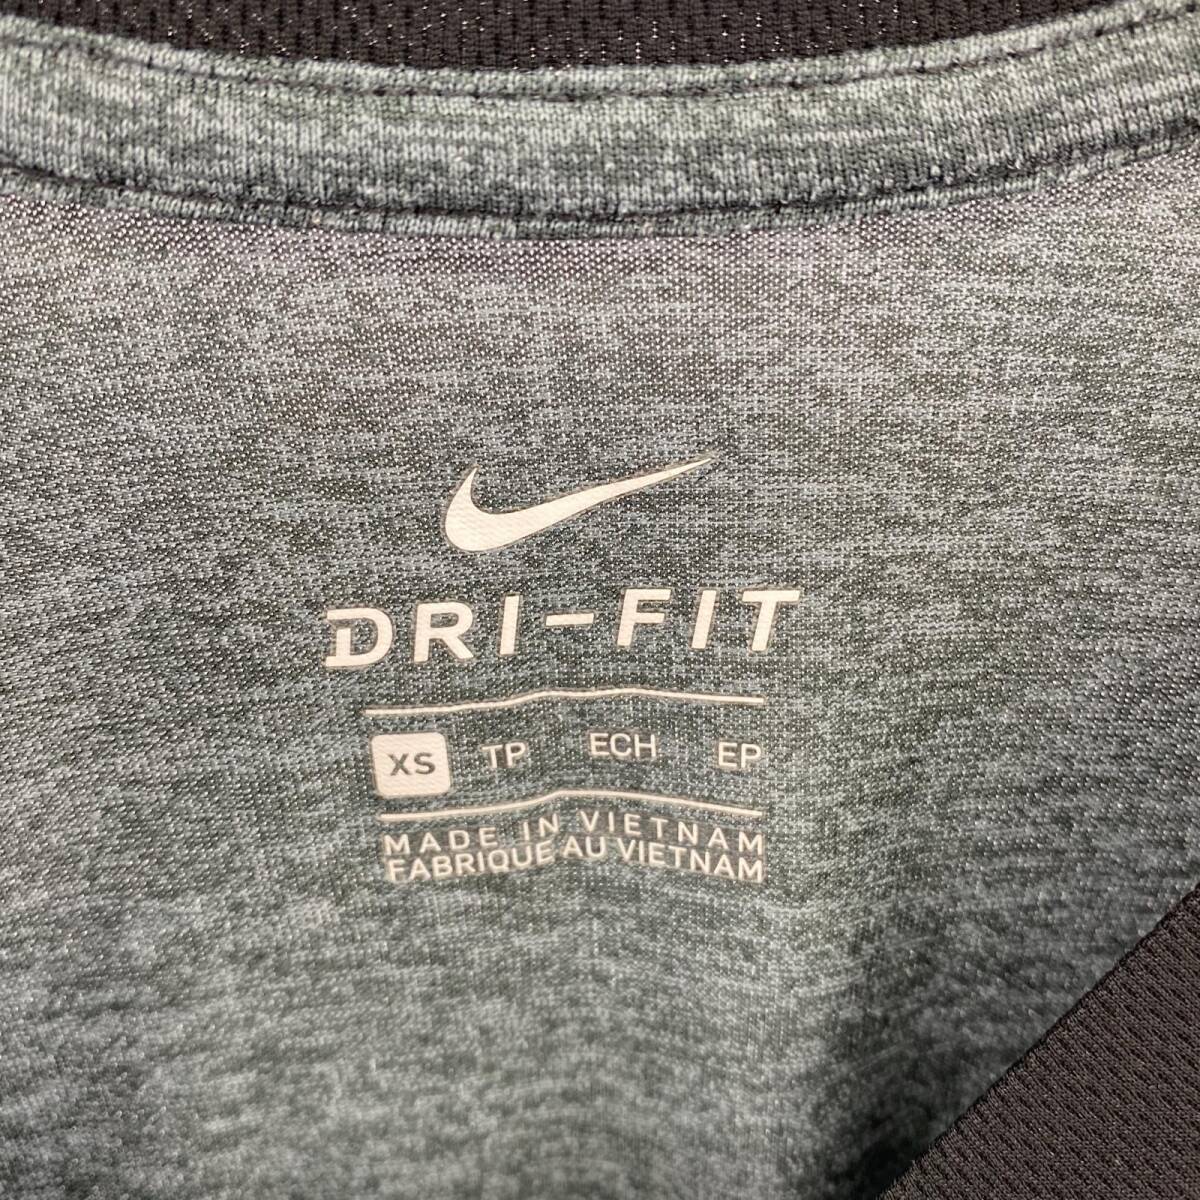 DRI-FIT
XS TP ECH EP
MADE IN VIETNAM
FABRIQUE AU VIETNAM